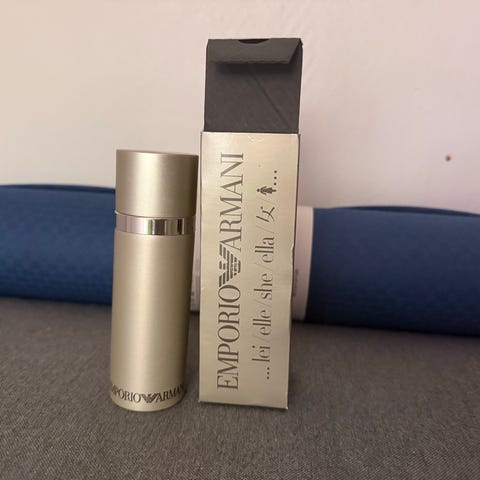 EMPORIO ARMANI
... lei/elle/she/ella/女/...
EMPORIO ARMANI